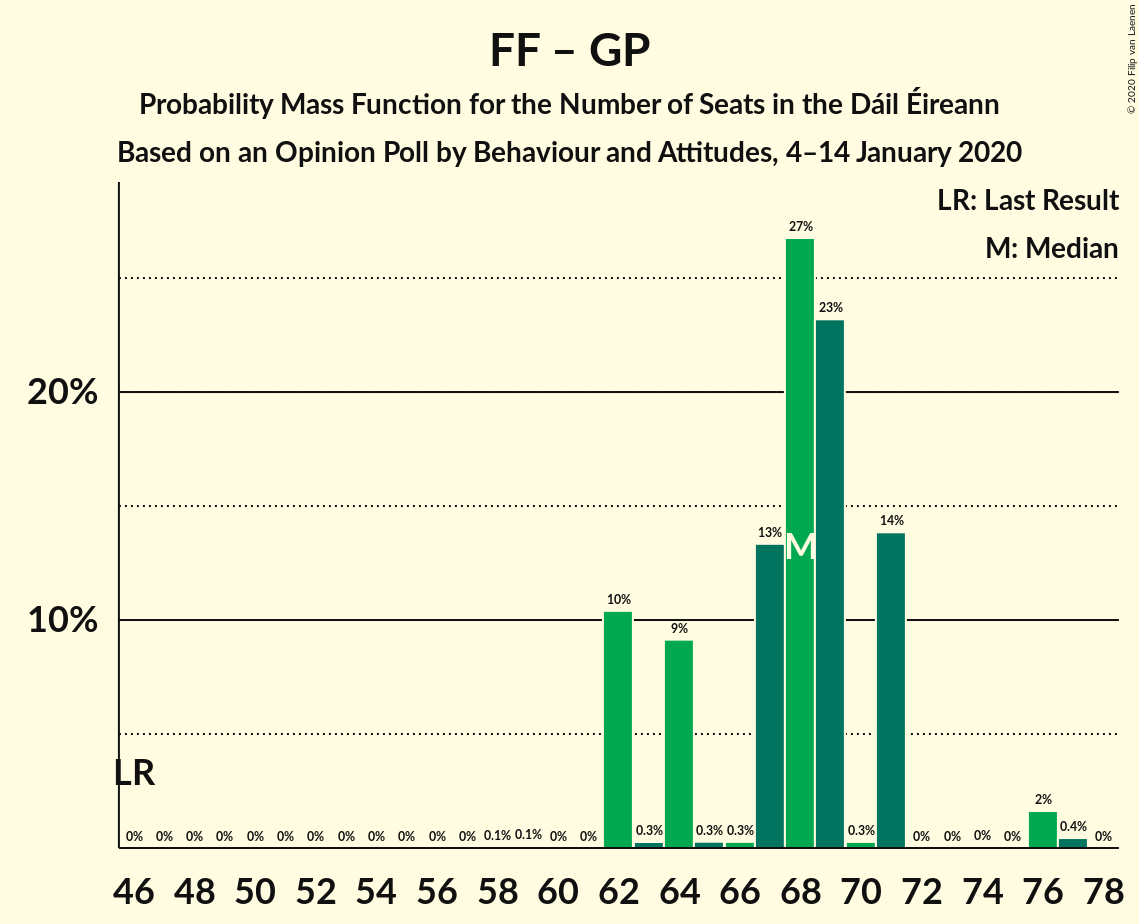 © 2020 Filip van Laenen
FF – GP
Probability Mass Function for the Number of Seats in the Dáil Éireann
Based on an Opinion Poll by Behaviour and Attitudes, 4–14 January 2020
LR: Last Result
M: Median
20%
10%
LR
M
0% 0% 0% 0% 0% 0% 0% 0% 0% 0% 0% 0% 0.1% 0.1% 0% 0% 10% 0.3% 9% 0.3% 0.3% 13% 27% 23% 0.3% 14% 0% 0% 0% 0% 2% 0.4% 0%
46 48 50 52 54 56 58 60 62 64 66 68 70 72 74 76 78